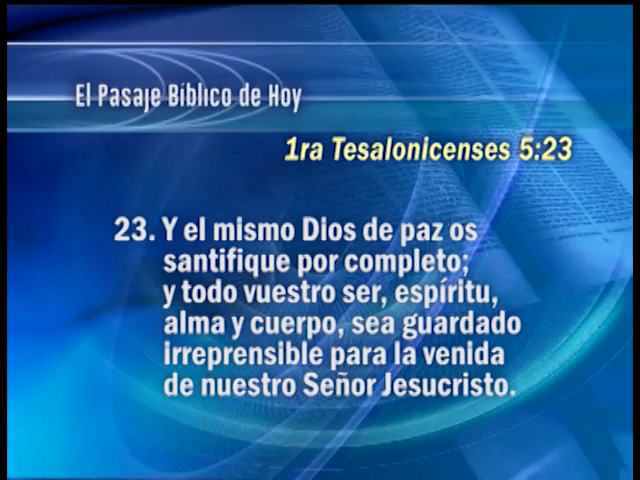 El Pasaje Bíblico de Hoy
1ra Tesalonicenses 5:23
23. Y el mismo Dios de paz os
santifique por completo;
y todo vuestro ser, espíritu,
alma y cuerpo, sea guardado
irreprensible para la venida
de nuestro Señor Jesucristo.